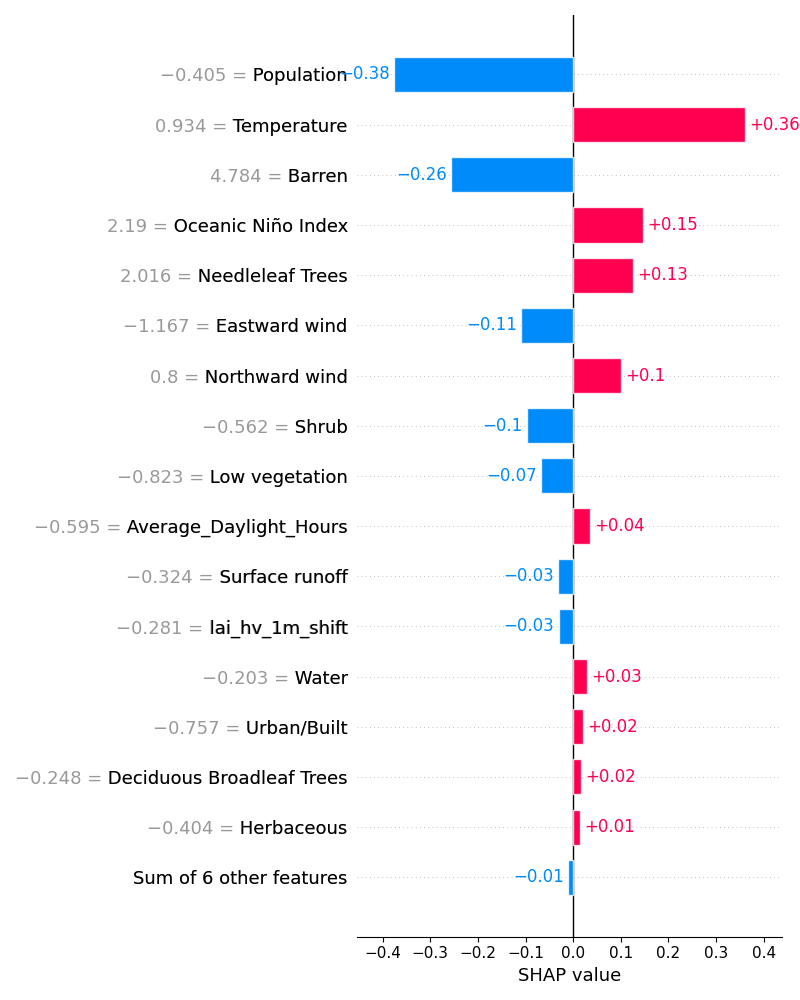 −0.405 = Population −0.38
0.934 = Temperature +0.36
4.784 = Barren −0.26
2.19 = Oceanic Niño Index +0.15
2.016 = Needleleaf Trees +0.13
−1.167 = Eastward wind −0.11
0.8 = Northward wind +0.1
−0.562 = Shrub −0.1
−0.823 = Low vegetation −0.07
−0.595 = Average_Daylight_Hours +0.04
−0.324 = Surface runoff −0.03
−0.281 = lai_hv_1m_shift −0.03
−0.203 = Water +0.03
−0.757 = Urban/Built +0.02
−0.248 = Deciduous Broadleaf Trees +0.02
−0.404 = Herbaceous +0.01
Sum of 6 other features −0.01
−0.4 −0.3 −0.2 −0.1 0.0 0.1 0.2 0.3 0.4
SHAP value